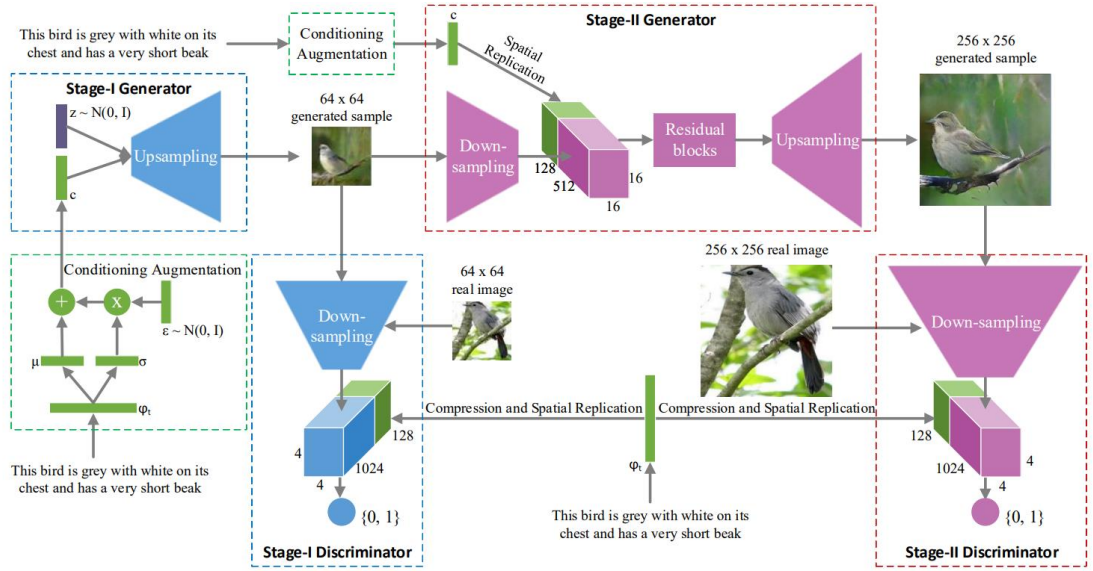 This bird is grey with white on its
chest and has a very short beak
Conditioning
Augmentation
c
Stage-II Generator
Spatial
Replication
256 x 256
generated sample
Stage-I Generator
z ~ N(0, I)
c
Upsampling
64 x 64
generated sample
Down-
sampling
128
512
16
16
Residual
blocks
Upsampling
Conditioning Augmentation
+
x
ε ~ N(0, I)
μ
σ
φt
This bird is grey with white on its
chest and has a very short beak
64 x 64
real image
Down-
sampling
256 x 256 real image
Down-sampling
Compression and Spatial Replication
Compression and Spatial Replication
128
1024
4
4
{0, 1}
Stage-I Discriminator
φt
This bird is grey with white on its
chest and has a very short beak
128
1024
4
4
{0, 1}
Stage-II Discriminator